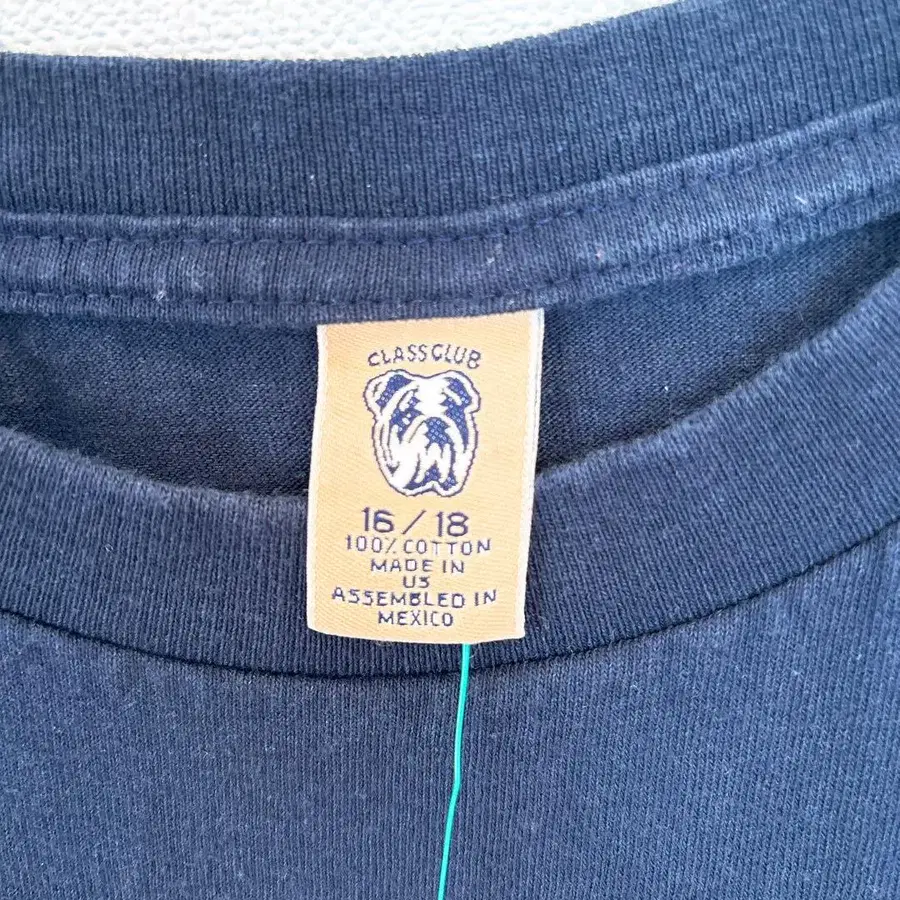 CLASS CLUB
16 / 18
100% COTTON
MADE IN
US
ASSEMBLED IN
MEXICO